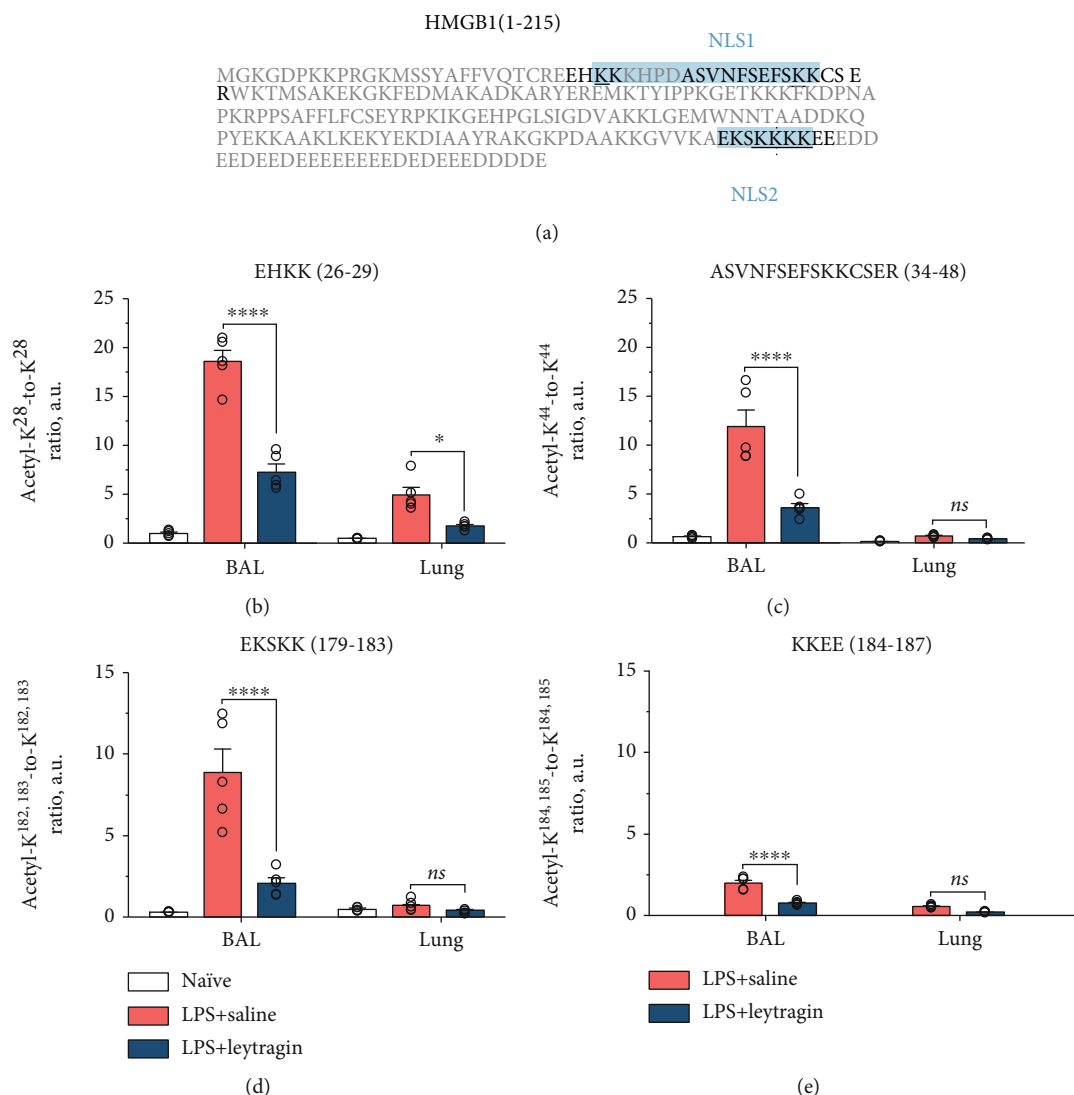 HMGB1(1-215)
NLS1
MGKGDPKKPRGKMSSYAFFVQTCREEHKKKHPDASVNFSEFSKKCS E
RWKTMSAKEKGKFEDMAKADKARYEREMKTYIPPKGETKKKFKDPNA
PKRPPSAFFLFCSEYRPKIKGEHPGLSIGDVAKKLGEMWNNTAADDKQ
PYEKKAAKLKEKYEKDIAAYRAKGKPDAAKKGVVKAEKSKKKKEEEDD
EEDEEDEEEEEEEEDEDEEEDDDDE
NLS2
(a)
EHKK (26-29)
Acetyl-K28-to-K28
ratio, a.u.
25
20
15
10
5
0
****
*
BAL Lung
(b)
ASVNFSEFSKKCSER (34-48)
Acetyl-K44-to-K44
ratio, a.u.
25
20
15
10
5
0
****
ns
BAL Lung
(c)
EKSKK (179-183)
Acetyl-K182, 183-to-K182, 183
ratio, a.u.
15
10
5
0
****
ns
BAL Lung
Naïve
LPS+saline
LPS+leytragin
(d)
KKEE (184-187)
Acetyl-K184, 185-to-K184, 185
ratio, a.u.
15
10
5
0
****
ns
BAL Lung
LPS+saline
LPS+leytragin
(e)